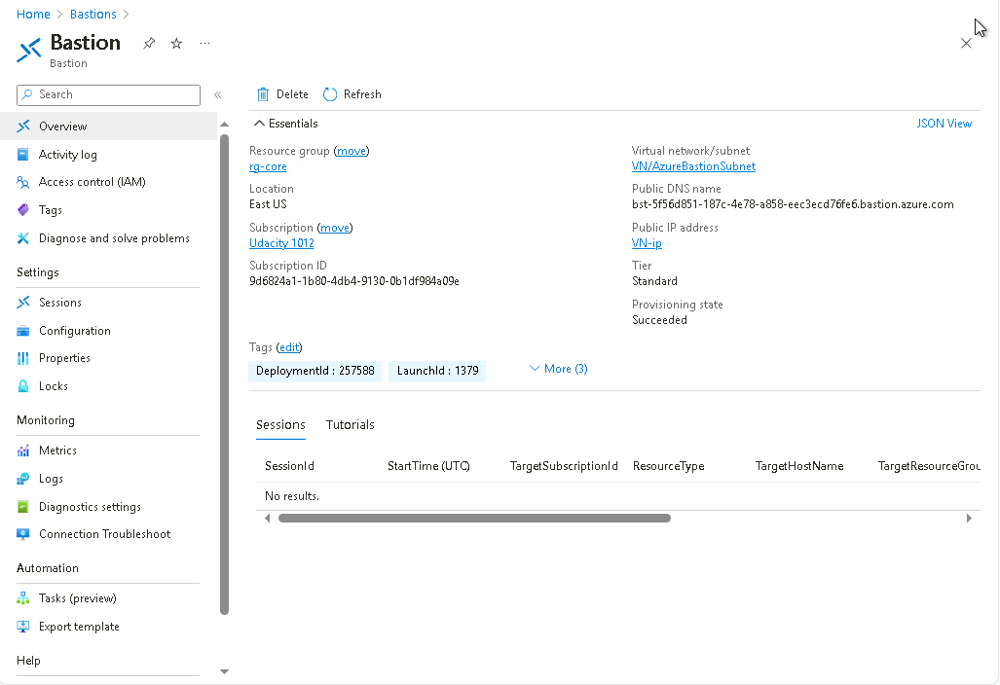 Home > Bastions >
Bastion
Bastion
Search
Overview
Activity log
Access control (IAM)
Tags
Diagnose and solve problems
Settings
Sessions
Configuration
Properties
Locks
Monitoring
Metrics
Logs
Diagnostics settings
Connection Troubleshoot
Automation
Tasks (preview)
Export template
Help
Delete Refresh
Essentials
JSON View
Resource group (move)
rg-core
Location
East US
Subscription (move)
Udacity 1012
Subscription ID
9d6824a1-1b80-4db4-9130-0b1df984a09e
Virtual network/subnet
VN/AzureBastionSubnet
Public DNS name
bst-5f56d851-187c-4e78-a858-eec3ecd76fe6.bastion.azure.com
Public IP address
VN-ip
Tier
Standard
Provisioning state
Succeeded
Tags (edit)
DeploymentId : 257588 LaunchId : 1379 More (3)
Sessions Tutorials
SessionId StartTime (UTC) TargetSubscriptionId ResourceType TargetHostName TargetResourceGrou
No results.